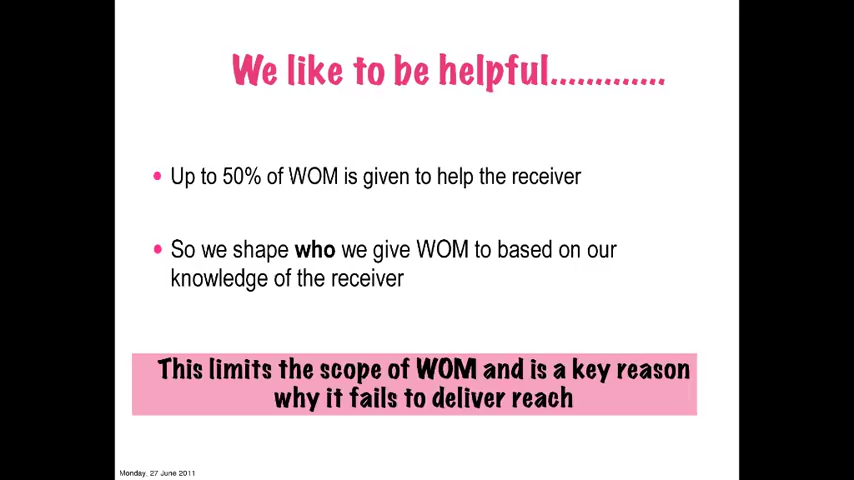 We like to be helpful.............
• Up to 50% of WOM is given to help the receiver
• So we shape who we give WOM to based on our
knowledge of the receiver
This limits the scope of WOM and is a key reason
why it fails to deliver reach
Monday, 27 June 2011